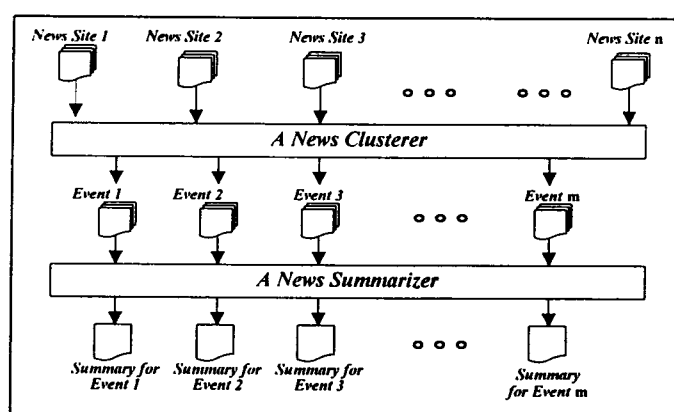 News Site 1
News Site 2
News Site 3
News Site n
A News Clusterer
Event 1
Event 2
Event 3
Event m
A News Summarizer
Summary for
Event 1
Summary for
Event 2
Summary for
Event 3
Summary
for Event m